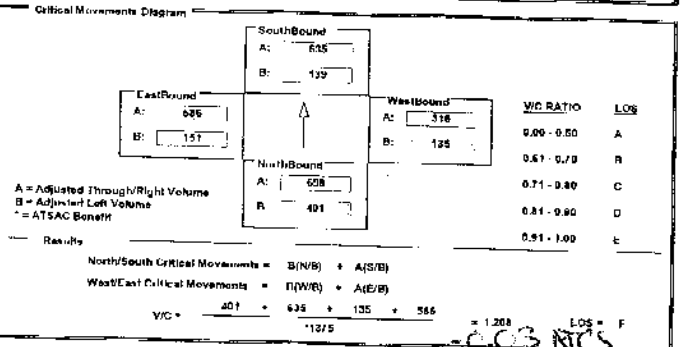 Critical Movements Diagram
SouthBound
A: 635
B: 139
EastBound
A: 586
B: 151
WestBound
A: 516
B: 135
NorthBound
A: 698
B: 401
A = Adjusted Through/Right Volume
B = Adjusted Left Volume
* = ATSAC Benefit
V/C RATIO LOS
0.00 - 0.60 A
0.61 - 0.70 B
0.71 - 0.80 C
0.81 - 0.90 D
0.91 - 1.00 E
Results
North/South Critical Movements = B(N/B) + A(S/B)
West/East Critical Movements = B(W/B) + A(E/B)
V/C = 401 + 635 + 135 + 586
*1375
= 1.208 LOS = F